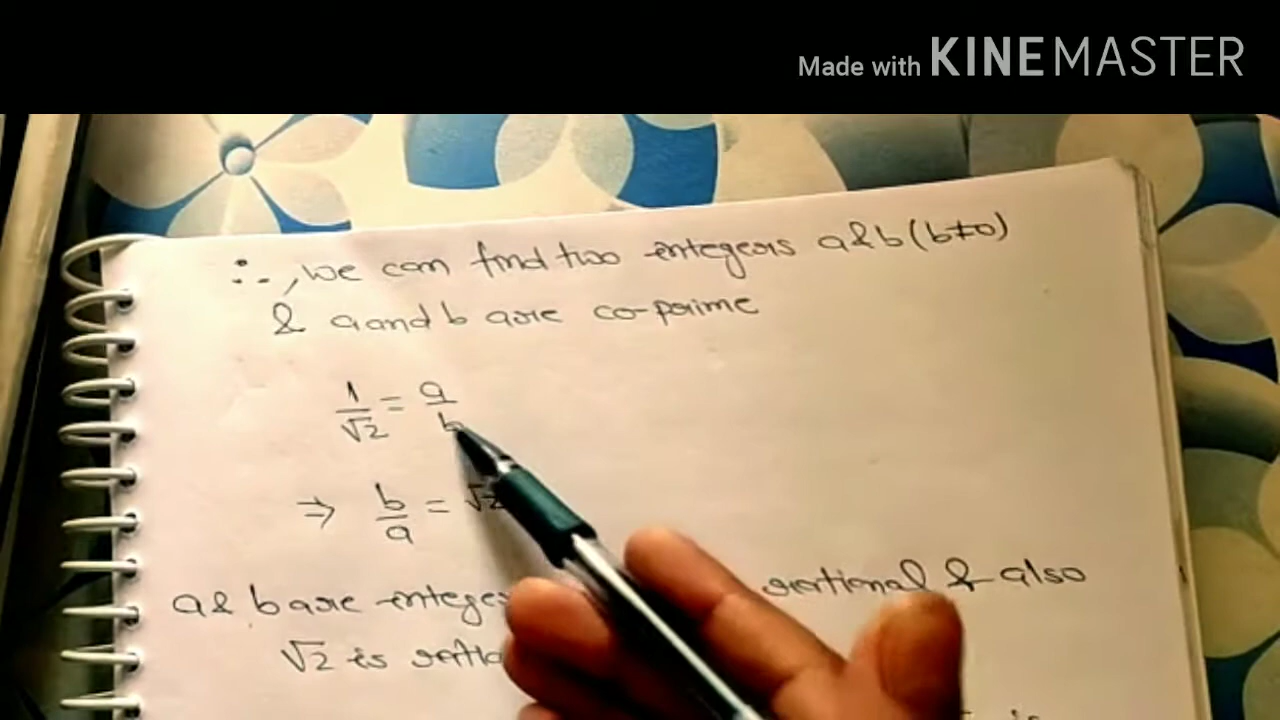 Made with KINEMASTER
∴, we can find two integers a & b (b≠0)
& a and b are co-prime
1/√2 = a/b
⇒ b/a = √2
a & b are rational & also
√2 is